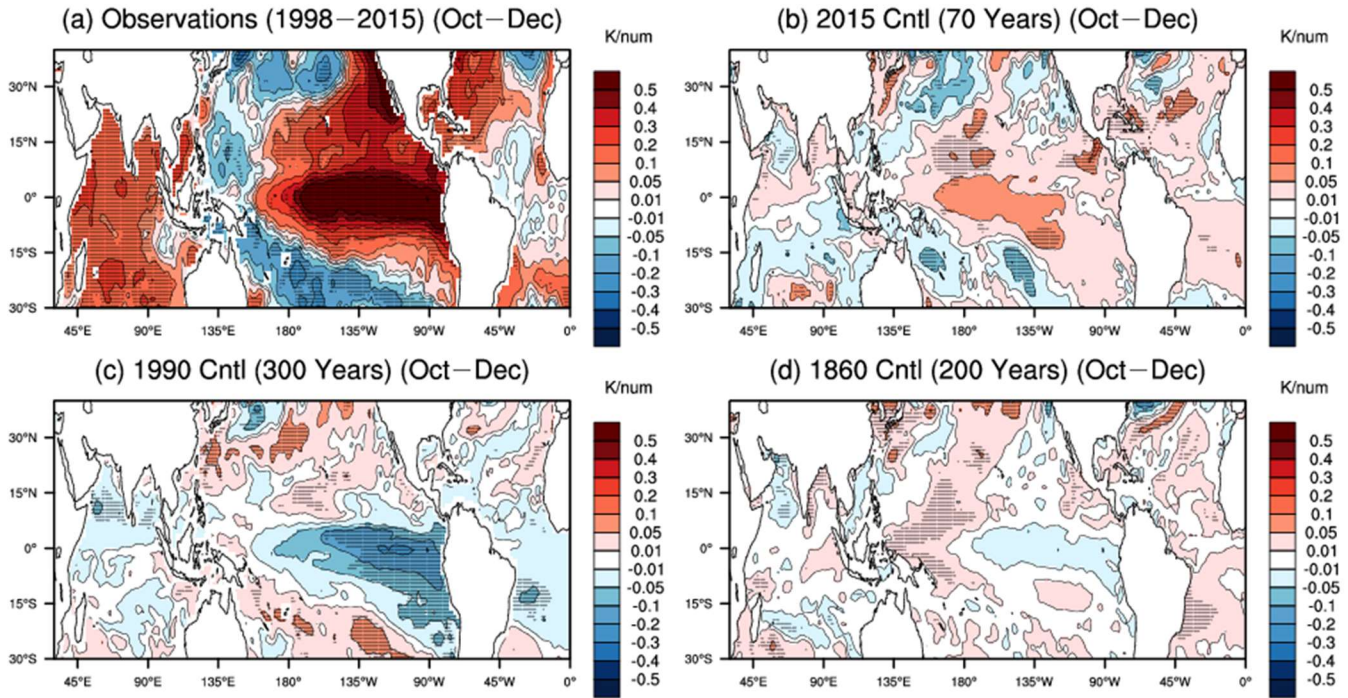 (a) Observations (1998−2015) (Oct−Dec)
K/num
30°N
15°N
0°
15°S
30°S
45°E 90°E 135°E 180° 135°W 90°W 45°W 0°
0.5
0.4
0.3
0.1
0.05
0.01
-0.01
-0.05
-0.1
-0.2
-0.3
-0.4
-0.5
(b) 2015 Cntl (70 Years) (Oct−Dec)
K/num
30°N
15°N
0°
15°S
30°S
45°E 90°E 135°E 180° 135°W 90°W 45°W 0°
0.5
0.4
0.3
0.2
0.1
0.05
-0.01
-0.05
-0.1
-0.2
-0.3
-0.4
-0.5
(c) 1990 Cntl (300 Years) (Oct−Dec)
K/num
30°N
15°N
0°
15°S
30°S
45°E 90°E 135°E 180° 135°W 90°W 45°W 0°
0.5
0.4
0.3
0.2
0.1
0.05
0.01
-0.01
-0.05
-0.1
-0.2
-0.3
-0.4
-0.5
(d) 1860 Cntl (200 Years) (Oct−Dec)
K/num
30°N
15°N
0°
15°S
30°S
45°E 90°E 135°E 180° 135°W 90°W 45°W 0°
0.5
0.4
0.3
0.2
0.1
0.05
0.01
-0.01
-0.05
-0.1
-0.2
-0.3
-0.4
-0.5